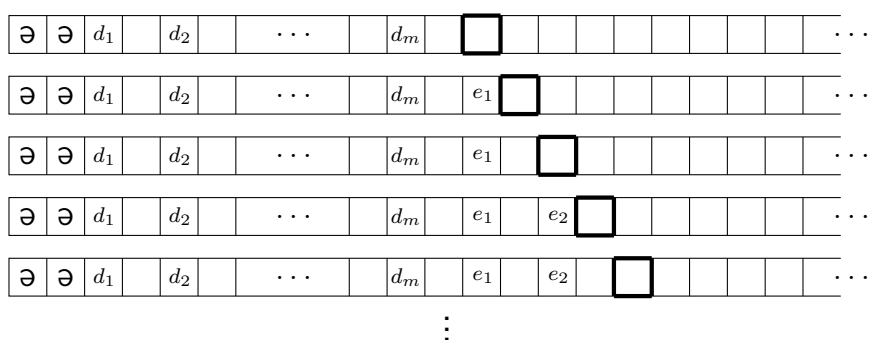 ə ə d₁ d₂ ··· dₘ ···
ə ə d₁ d₂ ··· dₘ e₁ ···
ə ə d₁ d₂ ··· dₘ e₁ ···
ə ə d₁ d₂ ··· dₘ e₁ e₂ ···
ə ə d₁ d₂ ··· dₘ e₁ e₂ ···
⋮